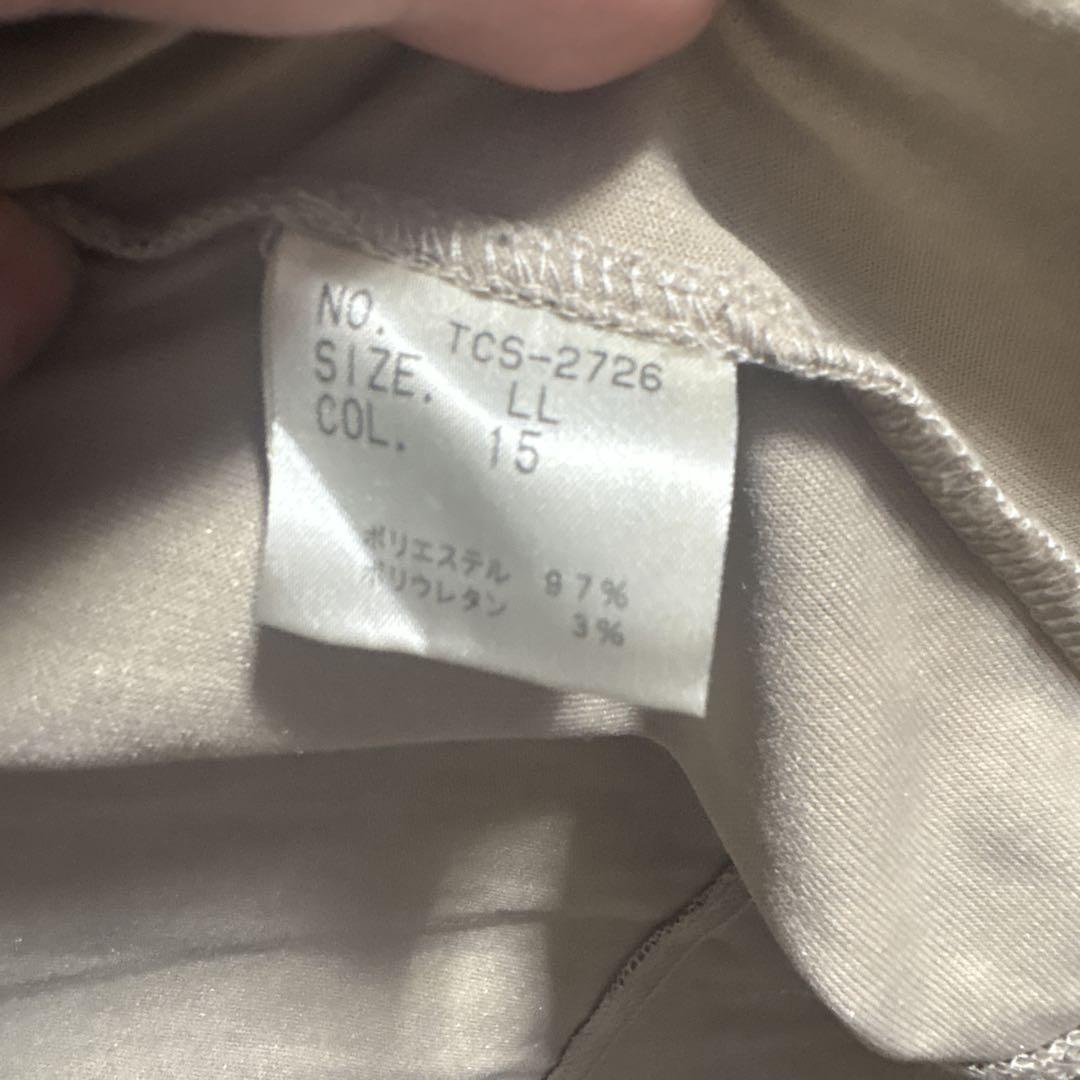 NO. TCS-2726
SIZE. LL
COL. 15
ポリエステル 97%
ポリウレタン 3%